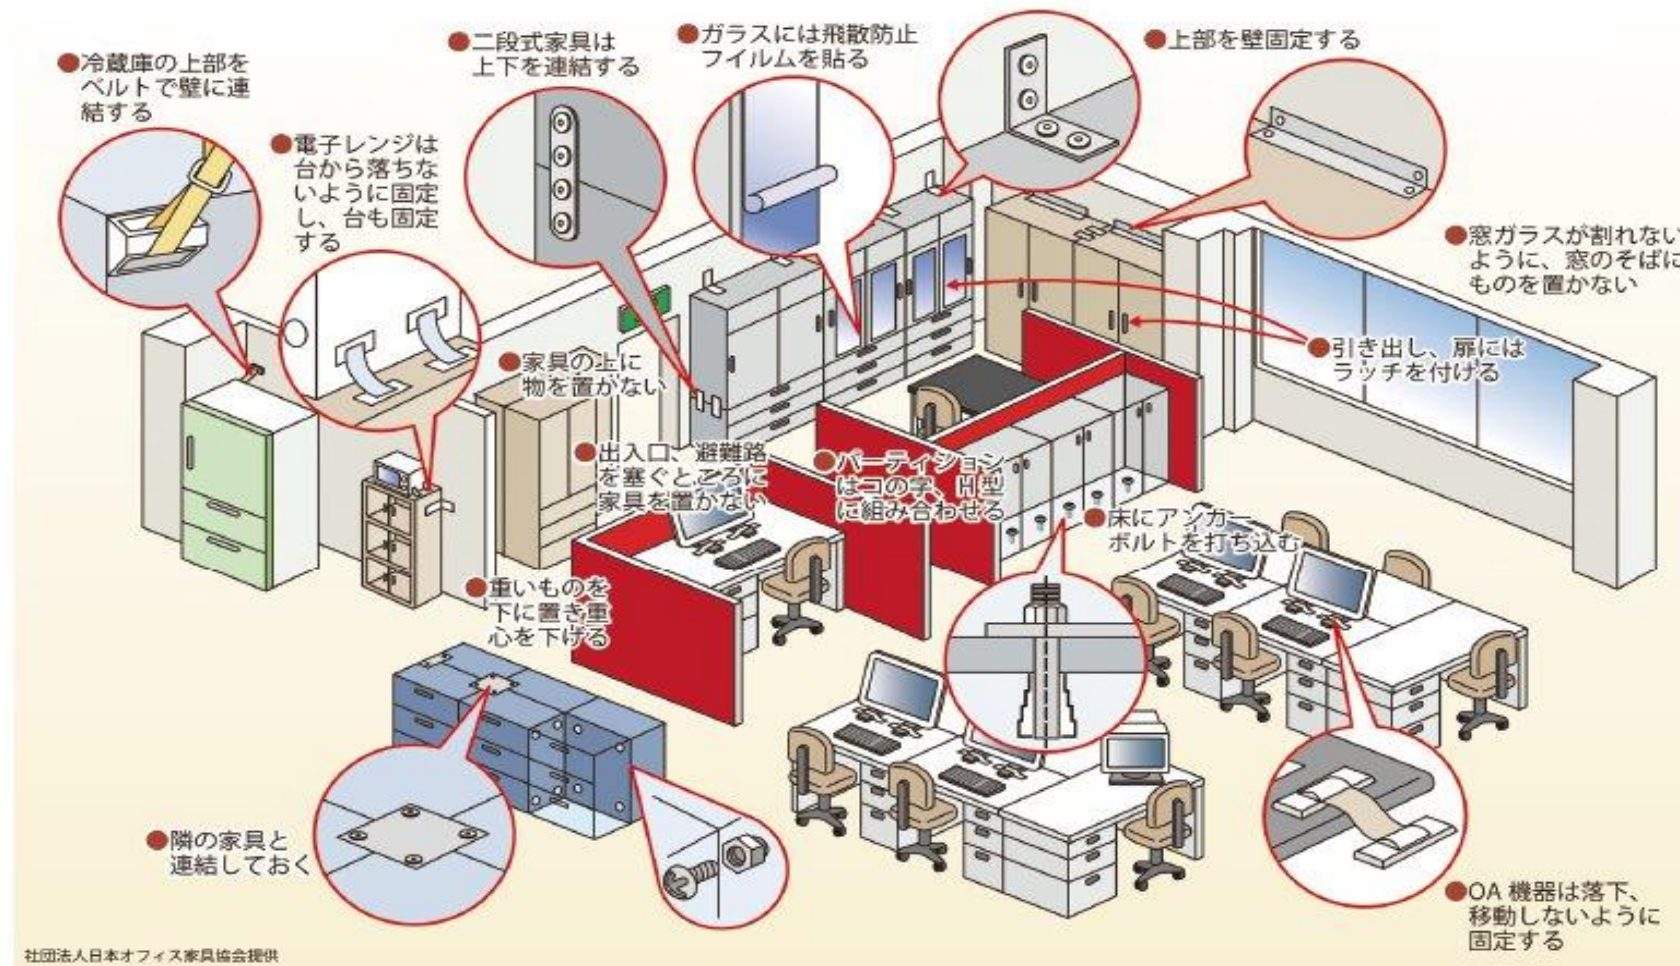 ●冷蔵庫の上部を
ベルトで壁に連
結する
●電子レンジは
台から落ちな
いように固定
し、台も固定
する
●二段式家具は
上下を連結する
●ガラスには飛散防止
フイルムを貼る
●上部を壁固定する
●窓ガラスが割れない
ように、窓のそばに
ものを置かない
●引き出し、扉には
ラッチを付ける
●家具の上に
物を置かない
●出入口、避難路
を塞ぐところに
家具を置かない
●パーティション
はコの字、H型
に組み合わせる
●床にアンカー
ボルトを打ち込む
●重いものを
下に置き重
心を下げる
●隣の家具と
連結しておく
●OA 機器は落下、
移動しないように
固定する
社団法人日本オフィス家具協会提供